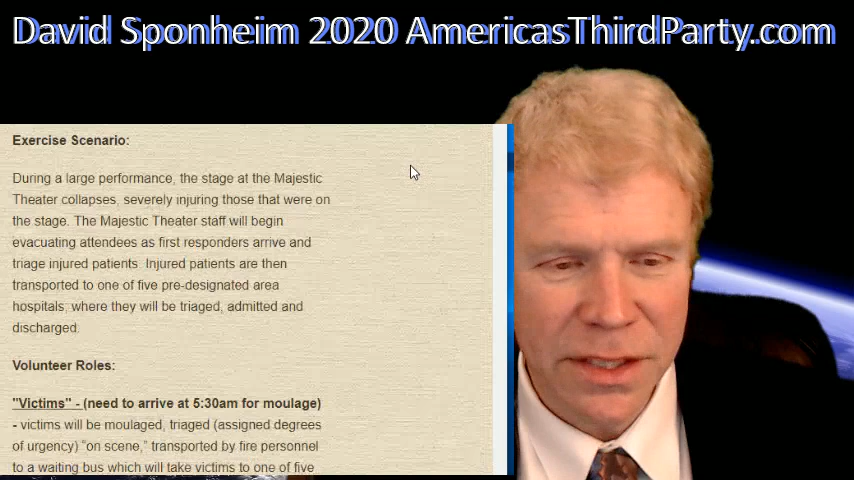 David Sponheim 2020 AmericasThirdParty.com
Exercise Scenario:
During a large performance, the stage at the Majestic
Theater collapses, severely injuring those that were on
the stage. The Majestic Theater staff will begin
evacuating attendees as first responders arrive and
triage injured patients. Injured patients are then
transported to one of five pre-designated area
hospitals; where they will be triaged, admitted and
discharged.
Volunteer Roles:
"Victims" - (need to arrive at 5:30am for moulage)
- victims will be moulaged, triaged (assigned degrees
of urgency) "on scene," transported by fire personnel
to a waiting bus which will take victims to one of five